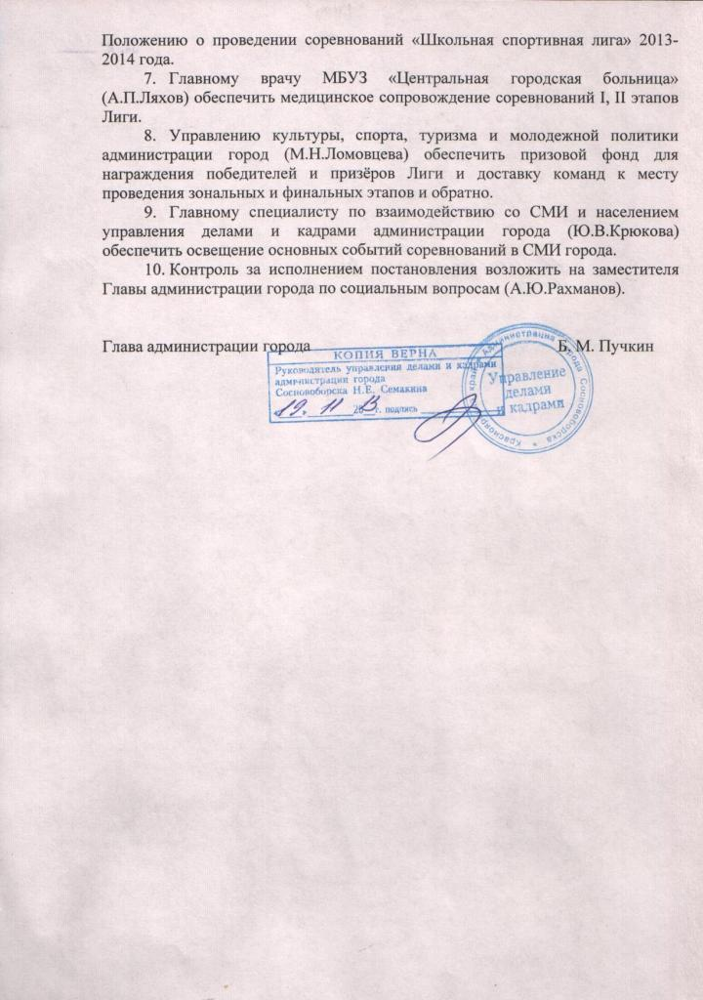 Положению о проведении соревнований «Школьная спортивная лига» 2013-
2014 года.
7. Главному врачу МБУЗ «Центральная городская больница»
(А.П.Ляхов) обеспечить медицинское сопровождение соревнований I, II этапов
Лиги.
8. Управлению культуры, спорта, туризма и молодежной политики
администрации город (М.Н.Ломовцева) обеспечить призовой фонд для
награждения победителей и призёров Лиги и доставку команд к месту
проведения зональных и финальных этапов и обратно.
9. Главному специалисту по взаимодействию со СМИ и населением
управления делами и кадрами администрации города (Ю.В.Крюкова)
обеспечить освещение основных событий соревнований в СМИ города.
10. Контроль за исполнением постановления возложить на заместителя
Главы администрации города по социальным вопросам (А.Ю.Рахманов).
Глава администрации города Б. М. Пучкин
КОПИЯ ВЕРНА
Руководитель управления делами и кадрами
администрации города
Сосновоборска Н.Е. Семакина
«19» 11 2013 г. подпись
Администрация города Сосновоборска
Управление
делами
и кадрами